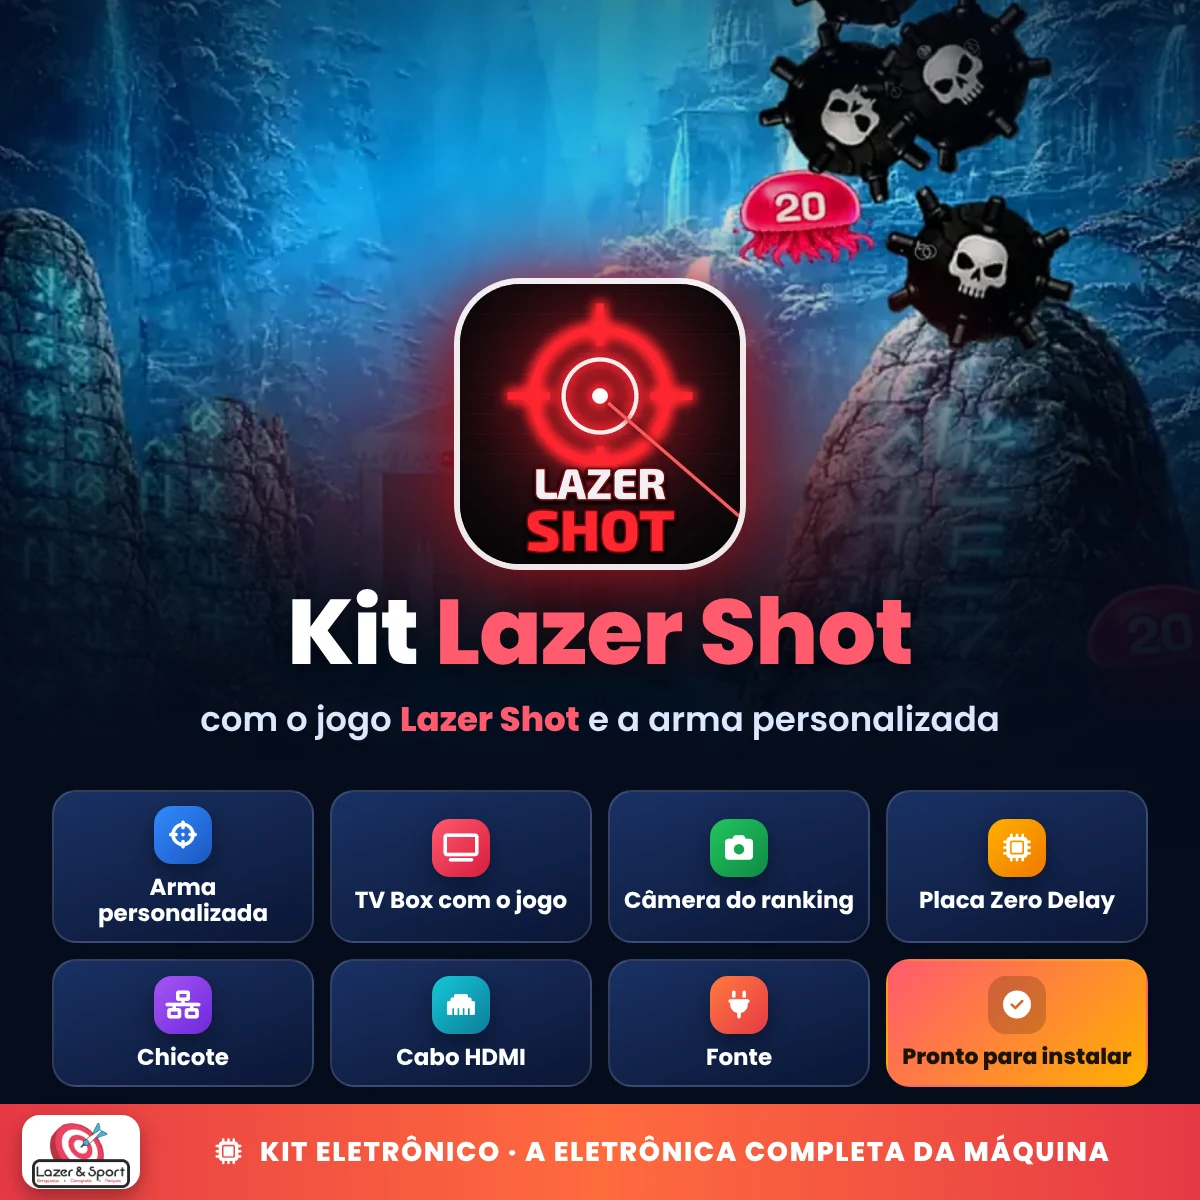 20
LAZER
SHOT
Kit Lazer Shot
20
com o jogo Lazer Shot e a arma personalizada
Arma
personalizada
TV Box com o jogo
Câmera do ranking
Placa Zero Delay
Chicote
Cabo HDMI
Fonte
Pronto para instalar
Lazer & Sport
KIT ELETRÔNICO · A ELETRÔNICA COMPLETA DA MÁQUINA